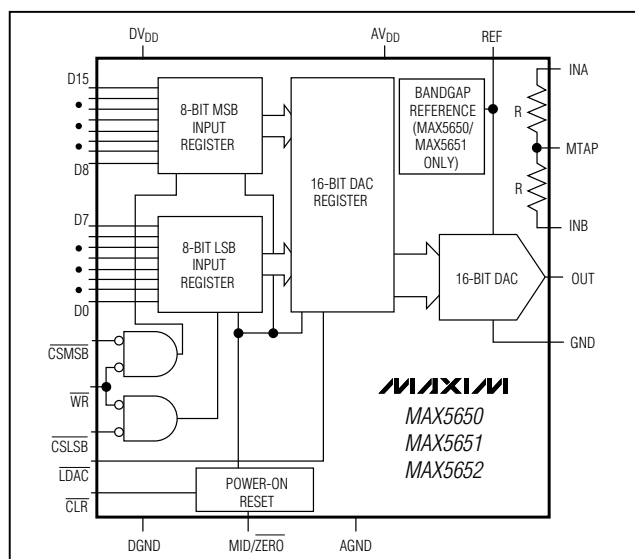 DVDD
AVDD
REF
D15
D8
8-BIT MSB
INPUT
REGISTER
D7
D0
8-BIT LSB
INPUT
REGISTER
16-BIT DAC
REGISTER
BANDGAP
REFERENCE
(MAX5650/
MAX5651
ONLY)
R
R
INA
MTAP
INB
16-BIT DAC
OUT
GND
CSMSB
WR
CSLSB
LDAC
CLR
POWER-ON
RESET
MAXIM
MAX5650
MAX5651
MAX5652
DGND
MID/ZERO
AGND